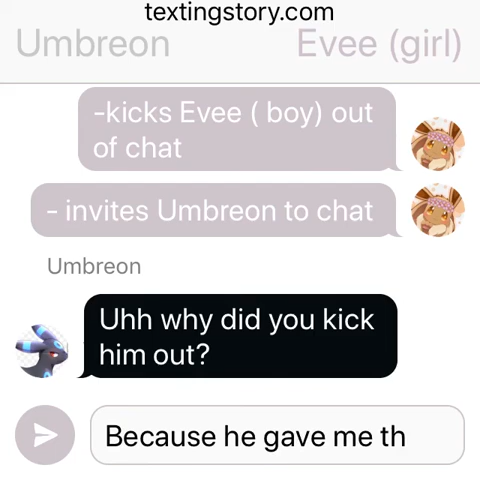 textingstory.com
Umbreon Evee (girl)
-kicks Evee ( boy) out
of chat
- invites Umbreon to chat
Umbreon
Uhh why did you kick
him out?
Because he gave me th